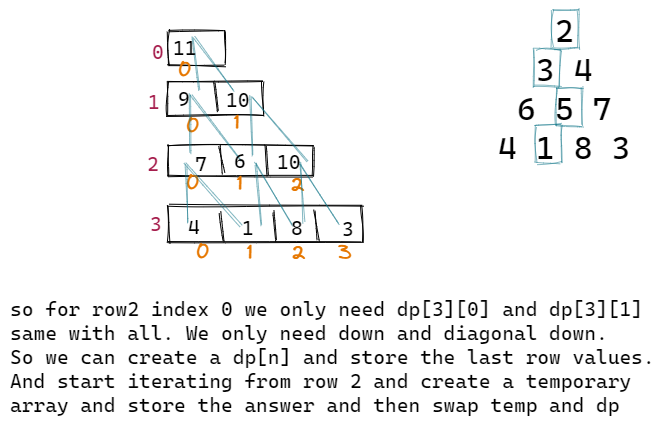 0 11
0
1 9 10
0 1
2 7 6 10
0 1 2
3 4 1 8 3
0 1 2 3
2
3 4
6 5 7
4 1 8 3
so for row2 index 0 we only need dp[3][0] and dp[3][1]
same with all. We only need down and diagonal down.
So we can create a dp[n] and store the last row values.
And start iterating from row 2 and create a temporary
array and store the answer and then swap temp and dp